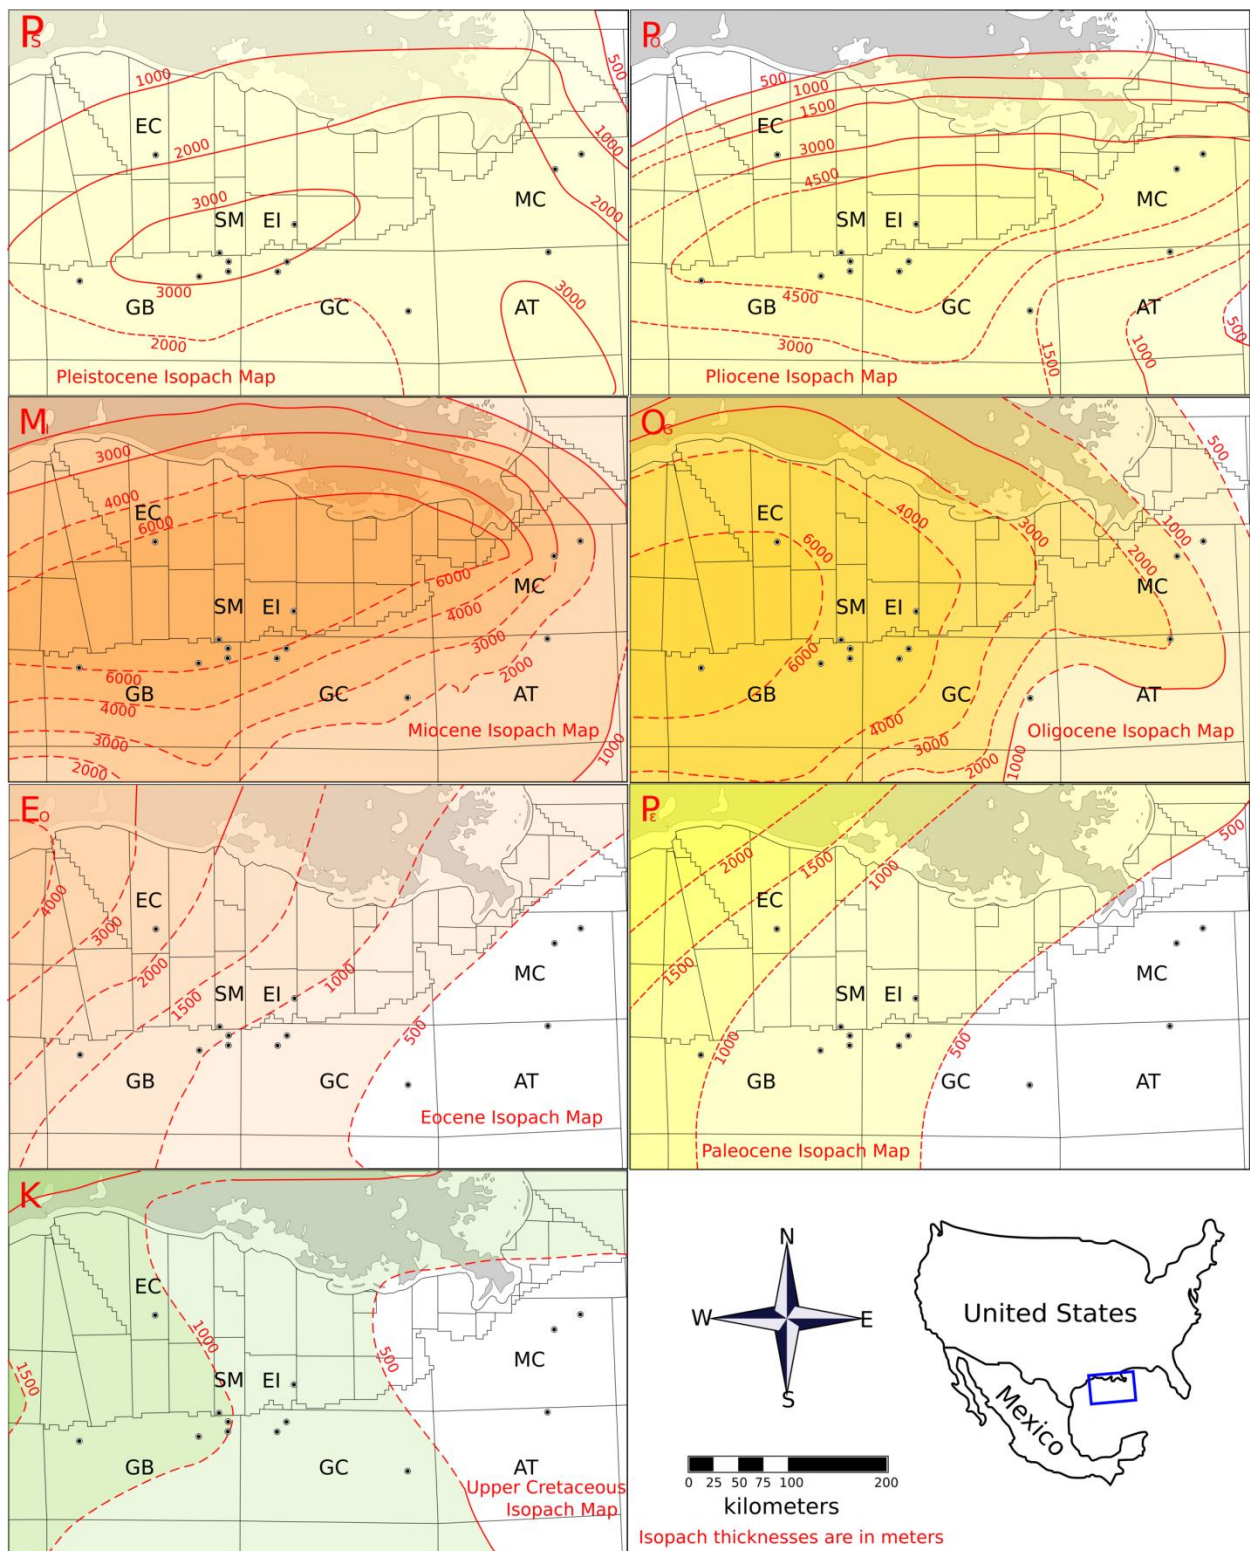 Ps
1000
500
EC
2000
1000
3000
SM
EI
MC
2000
3000
GB
GC
3000
AT
2000
Pleistocene Isopach Map
Po
500
1000
1500
EC
3000
4500
SM
EI
MC
GB
4500
GC
AT
500
3000
1500
1000
Pliocene Isopach Map
MI
3000
4000
EC
6000
6000
MC
SM
EI
4000
3000
6000
GB
GC
2000
AT
4000
Miocene Isopach Map
3000
1000
2000
OG
500
EC
4000
3000
1000
6000
2000
MC
SM
EI
6000
GB
GC
AT
4000
3000
Oligocene Isopach Map
2000
1000
EO
4000
EC
3000
2000
1000
MC
1500
SM
EI
500
GB
GC
AT
Eocene Isopach Map
Pε
500
2000
1500
1000
EC
1500
MC
SM
EI
1000
500
GB
GC
AT
Paleocene Isopach Map
K
EC
1000
500
MC
1500
SM
EI
GB
GC
AT
Upper Cretaceous
Isopach Map
N
W
E
S
United States
Mexico
0 25 50 75 100 200
kilometers
Isopach thicknesses are in meters